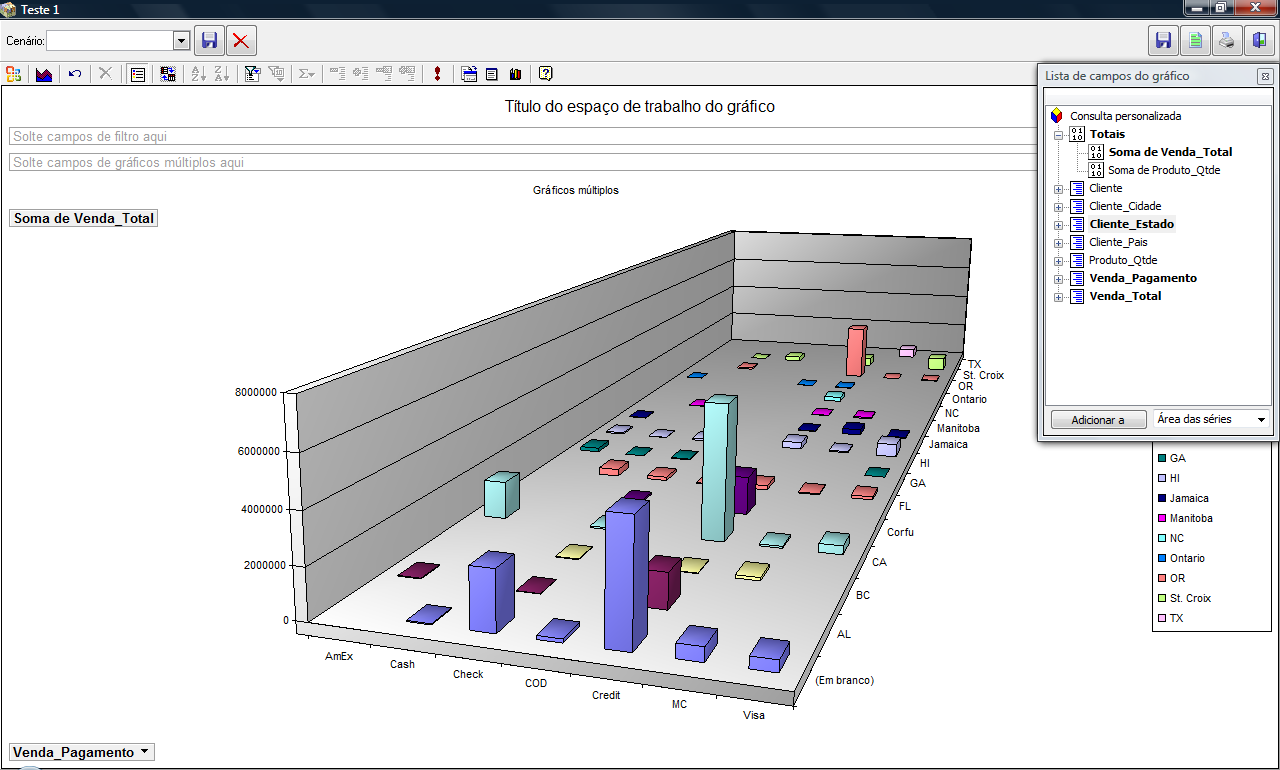 Teste 1
Cenário:
Lista de campos do gráfico
Título do espaço de trabalho do gráfico
Solte campos de filtro aqui
Solte campos de gráficos múltiplos aqui
Gráficos múltiplos
Soma de Venda_Total
Consulta personalizada
Totais
Soma de Venda_Total
Soma de Produto_Qtde
Cliente
Cliente_Cidade
Cliente_Estado
Cliente_Pais
Produto_Qtde
Venda_Pagamento
Venda_Total
Adicionar a
Área das séries
8000000
6000000
4000000
2000000
0
AmEx
Cash
Check
COD
Credit
MC
Visa
TX
St. Croix
OR
Ontario
NC
Manitoba
Jamaica
HI
GA
FL
Corfu
CA
BC
AL
(Em branco)
GA
HI
Jamaica
Manitoba
NC
Ontario
OR
St. Croix
TX
Venda_Pagamento